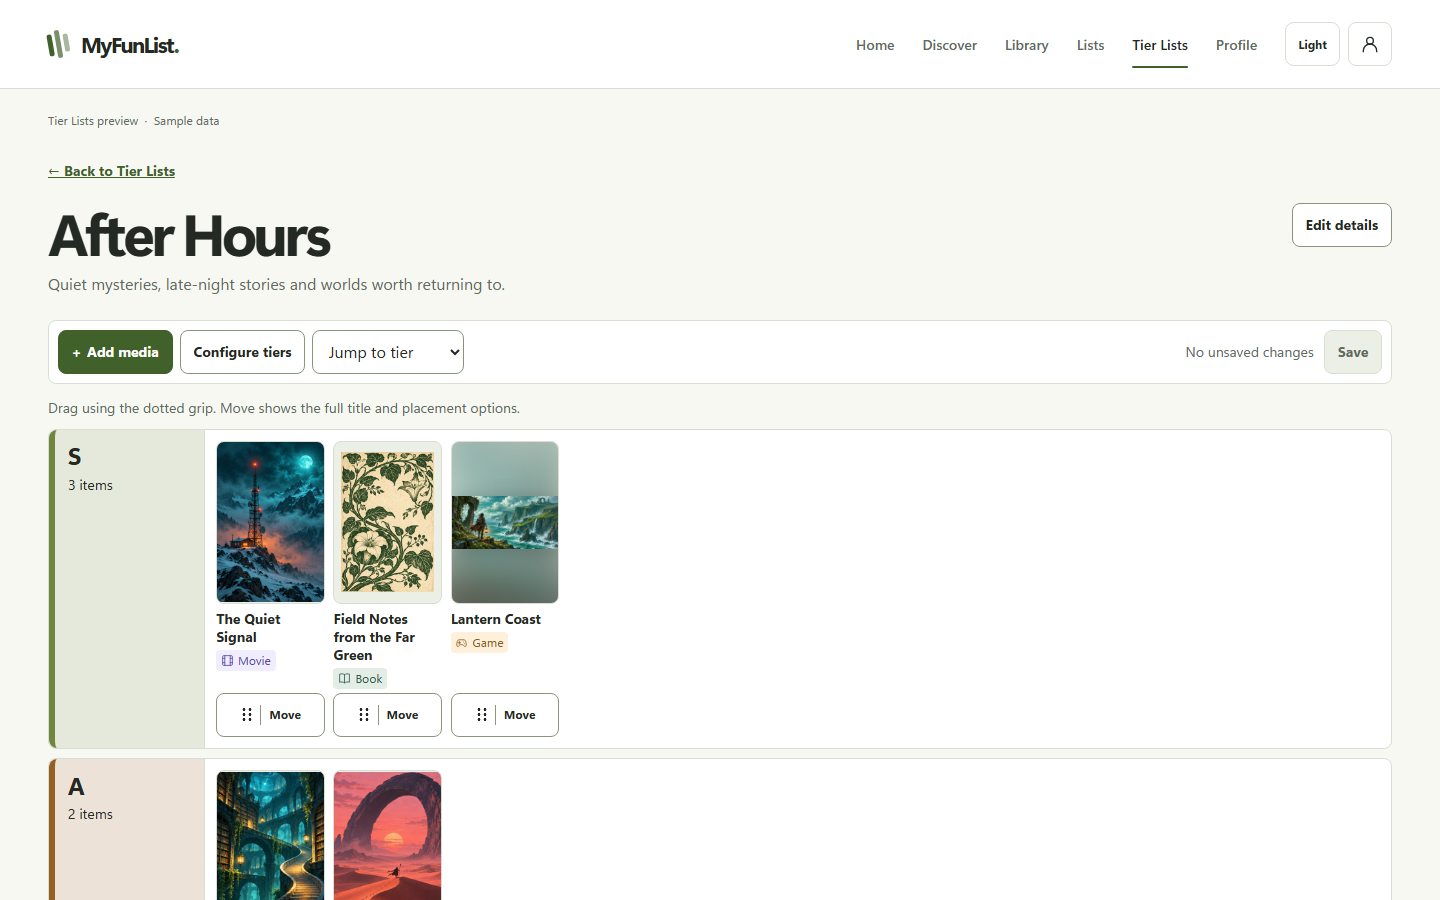 MyFunList.
Home Discover Library Lists Tier Lists Profile Light
Tier Lists preview · Sample data
← Back to Tier Lists
After Hours
Edit details
Quiet mysteries, late-night stories and worlds worth returning to.
+ Add media Configure tiers Jump to tier No unsaved changes Save
Drag using the dotted grip. Move shows the full title and placement options.
S
3 items
The Quiet Signal
Movie
Move
Field Notes from the Far Green
Book
Move
Lantern Coast
Game
Move
A
2 items